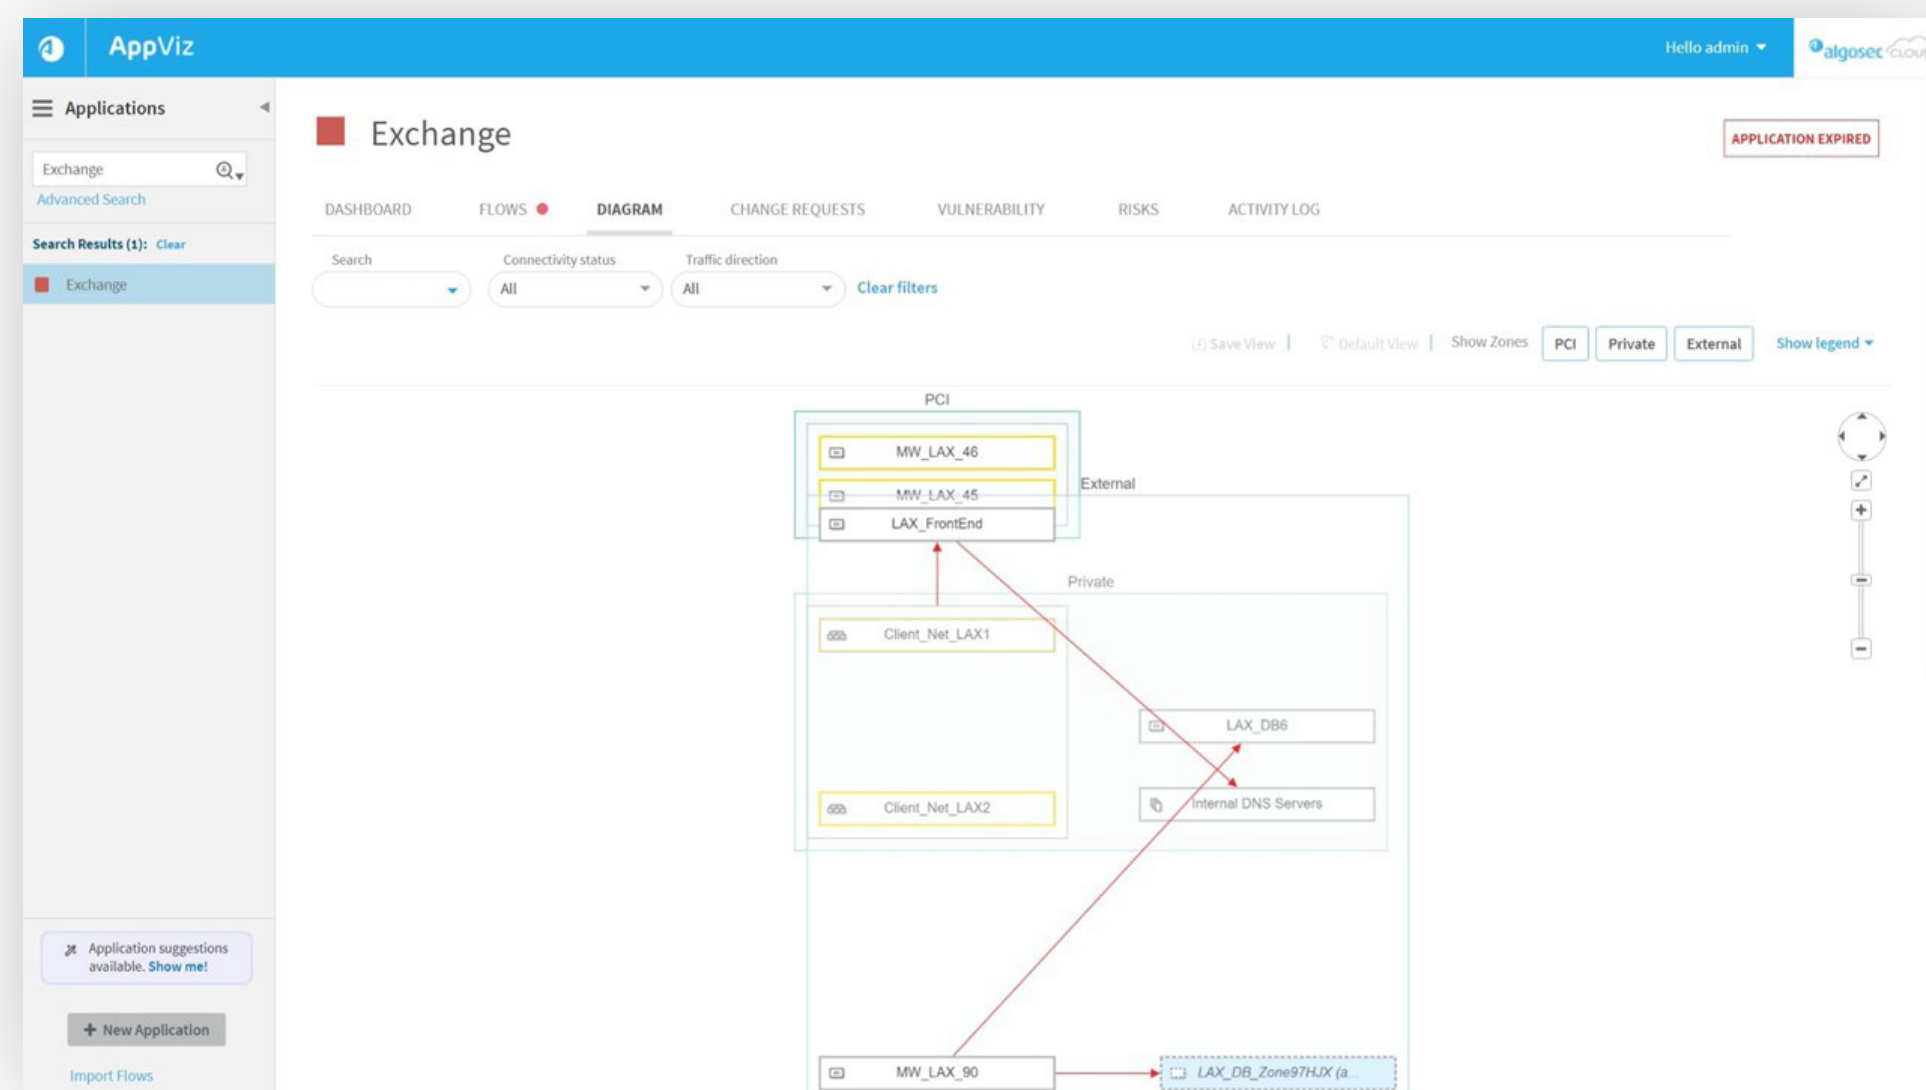 AppViz
Hello admin
algosec CLOUD
Applications
Exchange
Advanced Search
Search Results (1): Clear
Exchange
Exchange
APPLICATION EXPIRED
DASHBOARD FLOWS DIAGRAM CHANGE REQUESTS VULNERABILITY RISKS ACTIVITY LOG
Search Connectivity status Traffic direction
All All Clear filters
Save View | Default View | Show Zones PCI Private External Show legend
PCI
MW_LAX_46
External
MW_LAX_45
LAX_FrontEnd
Private
Client_Net_LAX1
LAX_DB6
Client_Net_LAX2 Internal DNS Servers
MW_LAX_90 LAX_DB_Zone97HJX (a...
Application suggestions
available. Show me!
+ New Application
Import Flows